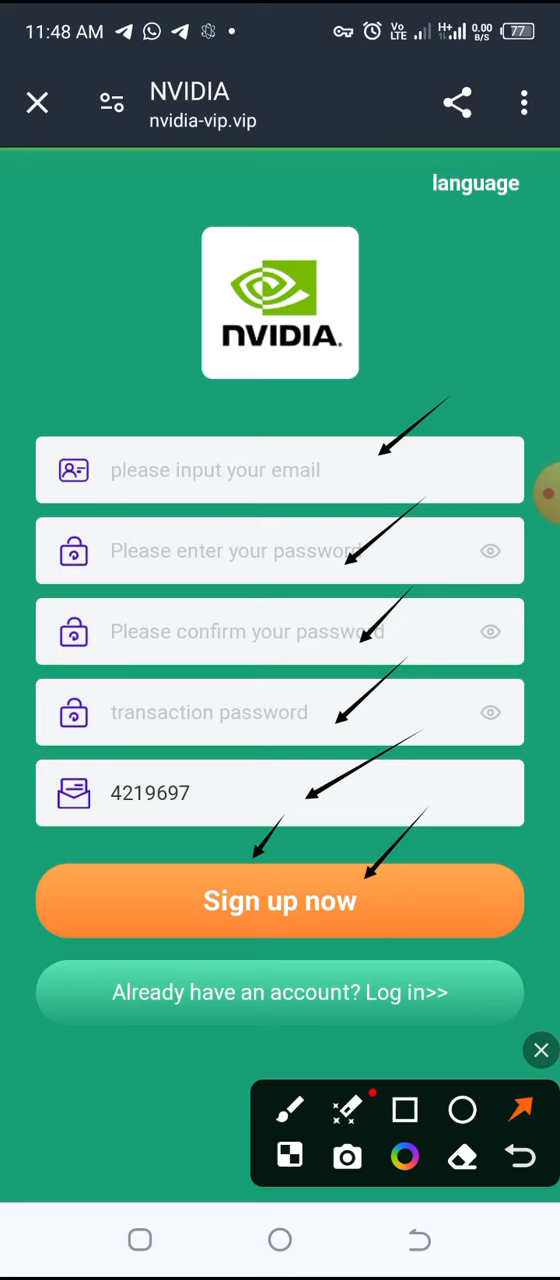 11:48 AM
Vo LTE
H+
0.00 B/S
77
NVIDIA
nvidia-vip.vip
language
NVIDIA.
please input your email
Please enter your password
Please confirm your password
transaction password
4219697
Sign up now
Already have an account? Log in>>